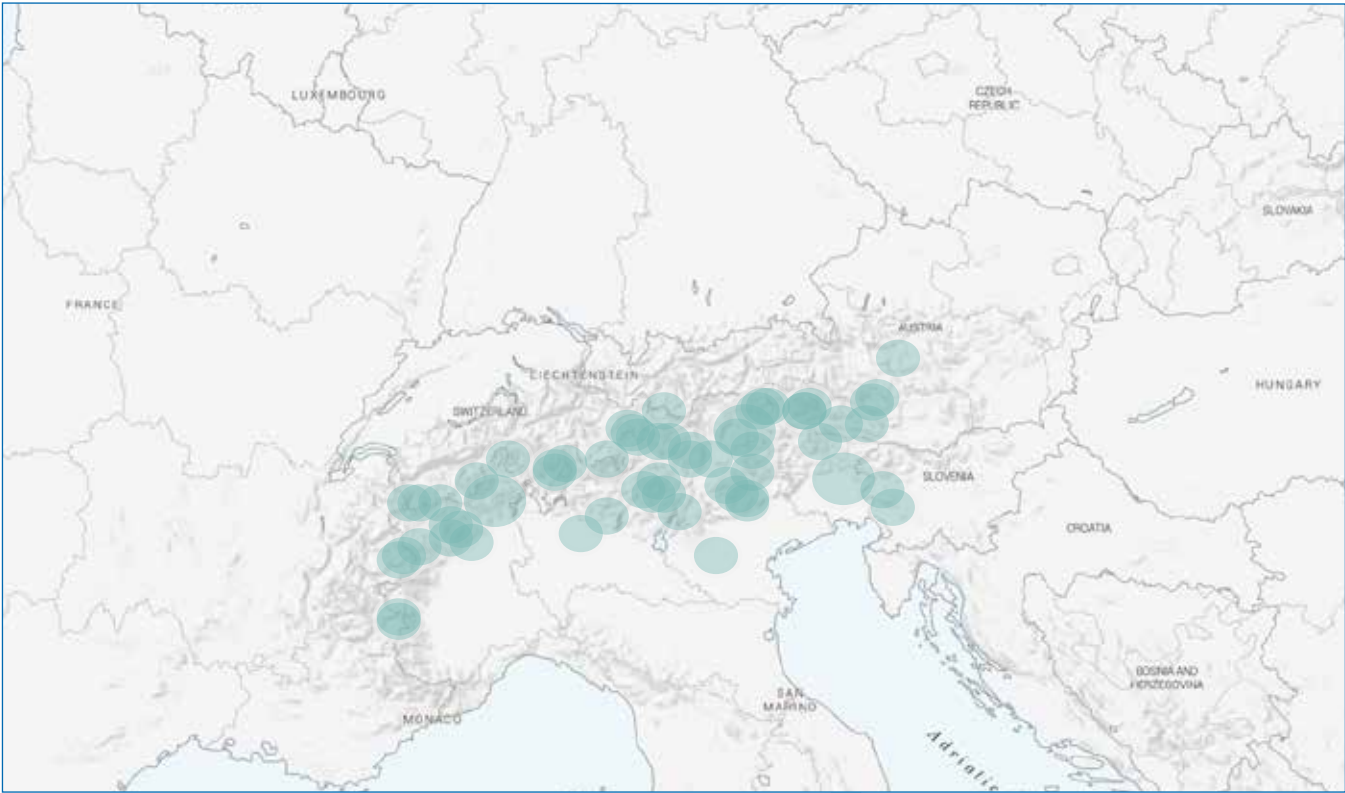 LUXEMBOURG
CZECH
REPUBLIC
SLOVAKIA
FRANCE
AUSTRIA
LIECHTENSTEIN
HUNGARY
SWITZERLAND
SLOVENIA
CROATIA
BOSNIA AND
HERZEGOVINA
SAN
MARINO
MONACO
Adriatic